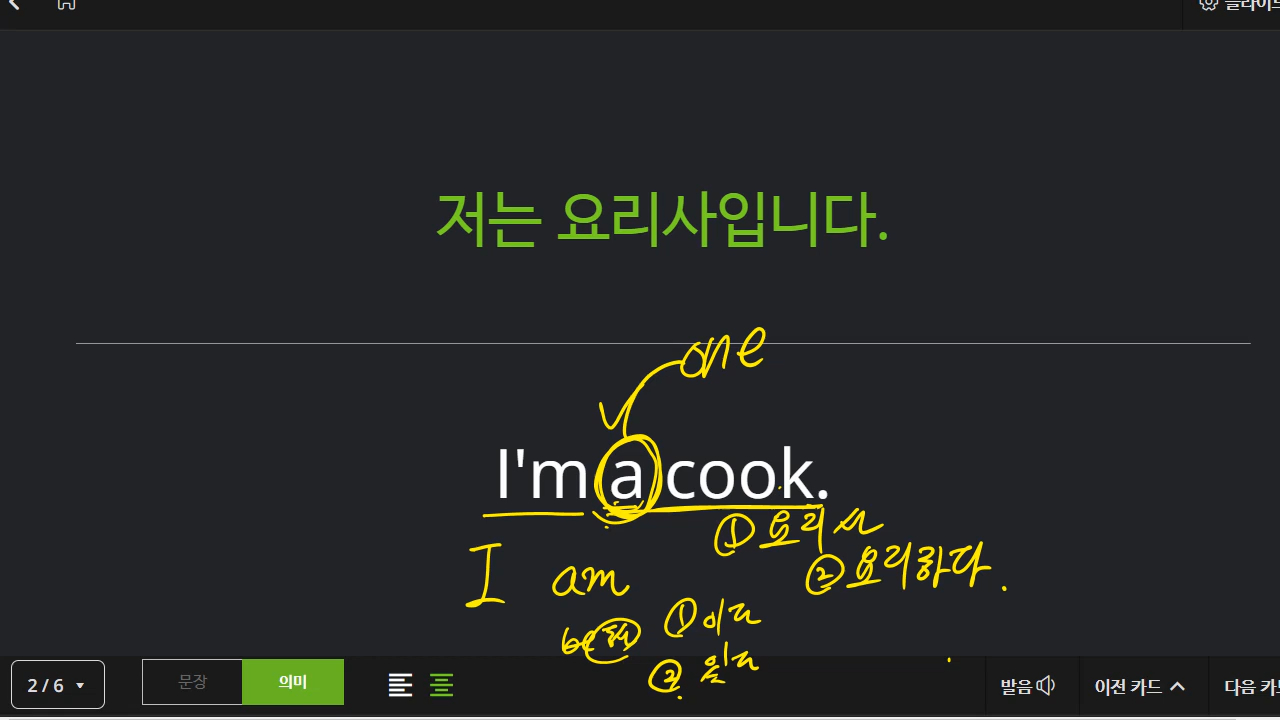 저는 요리사입니다.
one
I'm a cook.
① 요리사
② 요리하다.
I am
① 이다
② 있다
2 / 6
문장
의미
발음
이전 카드
다음